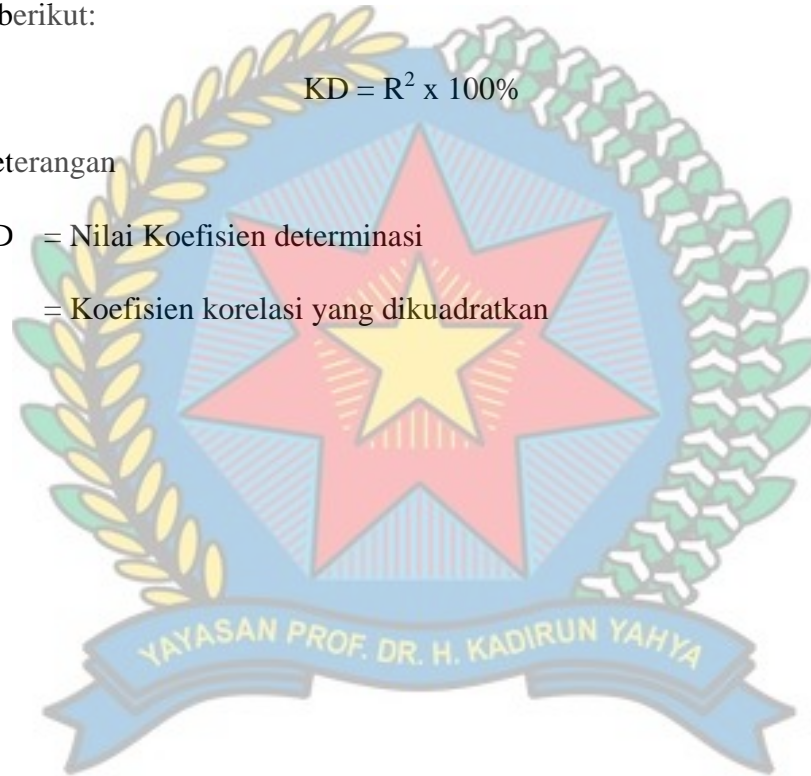 berikut:
KD = R² x 100%
eterangan
D = Nilai Koefisien determinasi
= Koefisien korelasi yang dikuadratkan
YAYASAN PROF. DR. H. KADIRUN YAHYA